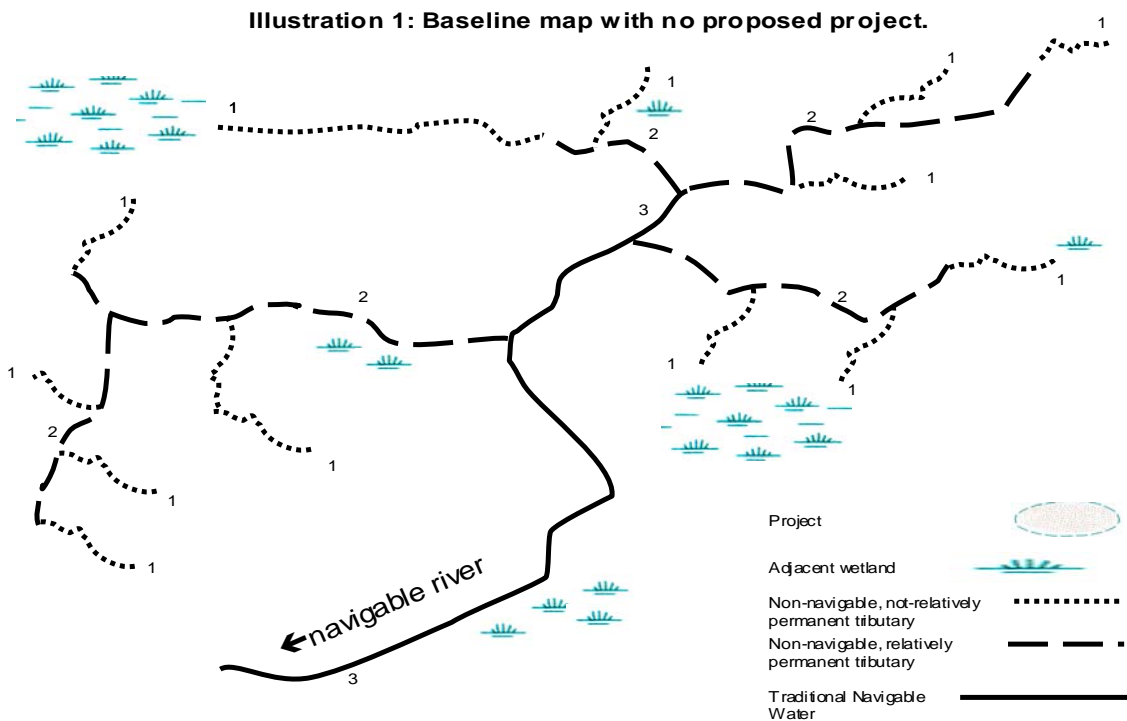 Illustration 1: Baseline map with no proposed project.
1
1
1
1
2
2
1
1
3
1
2
2
1
1
1
2
1
1
1
Project
Adjacent wetland
Non-navigable, not-relatively
permanent tributary
Non-navigable, relatively
permanent tributary
Traditional Navigable
Water
←navigable river
3